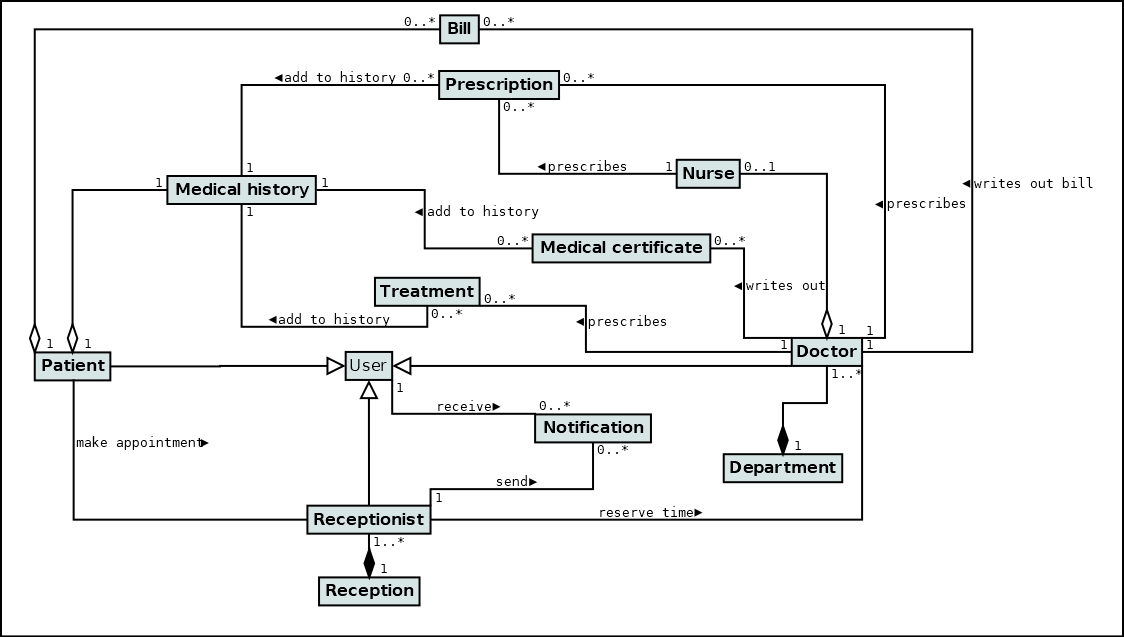 0..* Bill 0..*
◄add to history 0..* Prescription 0..*
0..*
◄prescribes 1 Nurse 0..1
1
1 Medical history 1
1
◄writes out bill
◄prescribes
◄add to history
0..* Medical certificate 0..*
◄writes out
Treatment 0..*
0..*
◄add to history
◄prescribes
1 1
1 1
1 Doctor 1
Patient
User
1..*
1
receive► 0..*
Notification
0..*
make appointment►
1
Department
send►
1
Receptionist
reserve time►
1..*
1
Reception